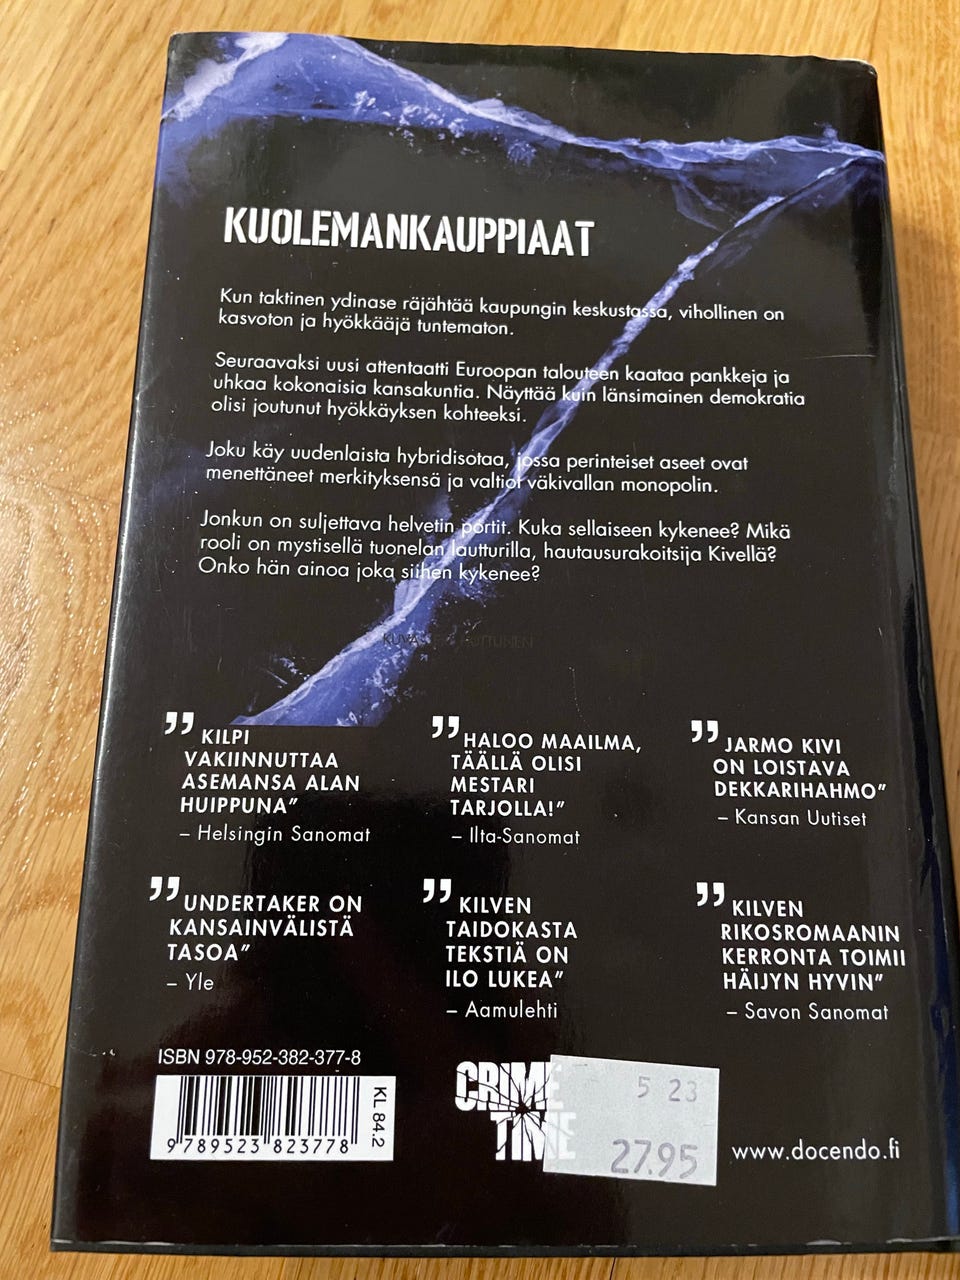 KUOLEMANKAUPPIAAT
Kun taktinen ydinase räjähtää kaupungin keskustassa, vihollinen on
kasvoton ja hyökkääjä tuntematon.
Seuraavaksi uusi attentaatti Euroopan talouteen kaataa pankkeja ja
uhkaa kokonaisia kansakuntia. Näyttää kuin länsimainen demokratia
olisi joutunut hyökkäyksen kohteeksi.
Joku käy uudenlaista hybridisotaa, jossa perinteiset aseet ovat
menettäneet merkityksensä ja valtiot väkivallan monopolin.
Jonkun on suljettava helvetin portit. Kuka sellaiseen kykenee? Mikä
rooli on mystisellä tuonelan lautturilla, hautausurakoitsija Kivellä?
Onko hän ainoa joka siihen kykenee?
KUVA
”KILPI
VAKIINNUTTAA
ASEMANSA ALAN
HUIPPUNA”
– Helsingin Sanomat
”HALOO MAAILMA,
TÄÄLLÄ OLISI
MESTARI
TARJOLLA!”
– Ilta-Sanomat
”JARMO KIVI
ON LOISTAVA
DEKKARIHAHMO”
– Kansan Uutiset
”UNDERTAKER ON
KANSAINVÄLISTÄ
TASOA”
– Yle
”KILVEN
TAIDOKASTA
TEKSTIÄ ON
ILO LUKEA”
– Aamulehti
”KILVEN
RIKOSROMAANIN
KERRONTA TOIMII
HÄIJYN HYVIN”
– Savon Sanomat
ISBN 978-952-382-377-8
KL 84.2
9789523823778
CRIME
TIME
5 23
27.95
www.docendo.fi